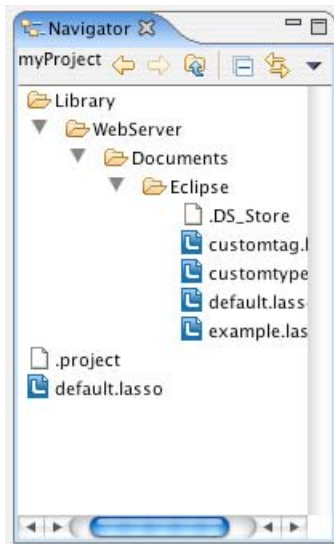 Navigator
myProject
Library
WebServer
Documents
Eclipse
.DS_Store
customtag.l
customtype
default.lass
example.las
.project
default.lasso